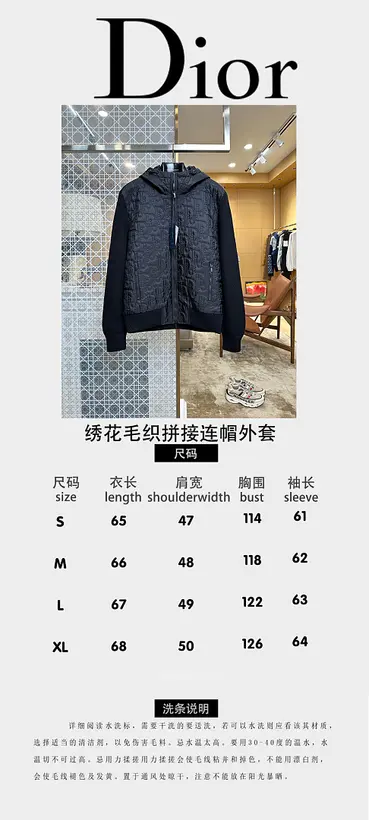 Dior
绣花毛织拼接连帽外套
尺码
尺码 衣长 肩宽 胸围 袖长
size length shoulderwidth bust sleeve
S 65 47 114 61
M 66 48 118 62
L 67 49 122 63
XL 68 50 126 64
洗条说明
详细阅读水洗标，需要干洗的要送洗，若可以水洗则应看该其材质，
选择适当的清洁剂，以免伤害毛料。忌水温太高。要用30-40度的温水，水
温切不可过高。忌用力揉搓用力揉搓会使毛线粘并和掉色，不能用漂白剂，
会使毛线褪色及发黄。置于通风处晾干，注意不能放在阳光暴晒。